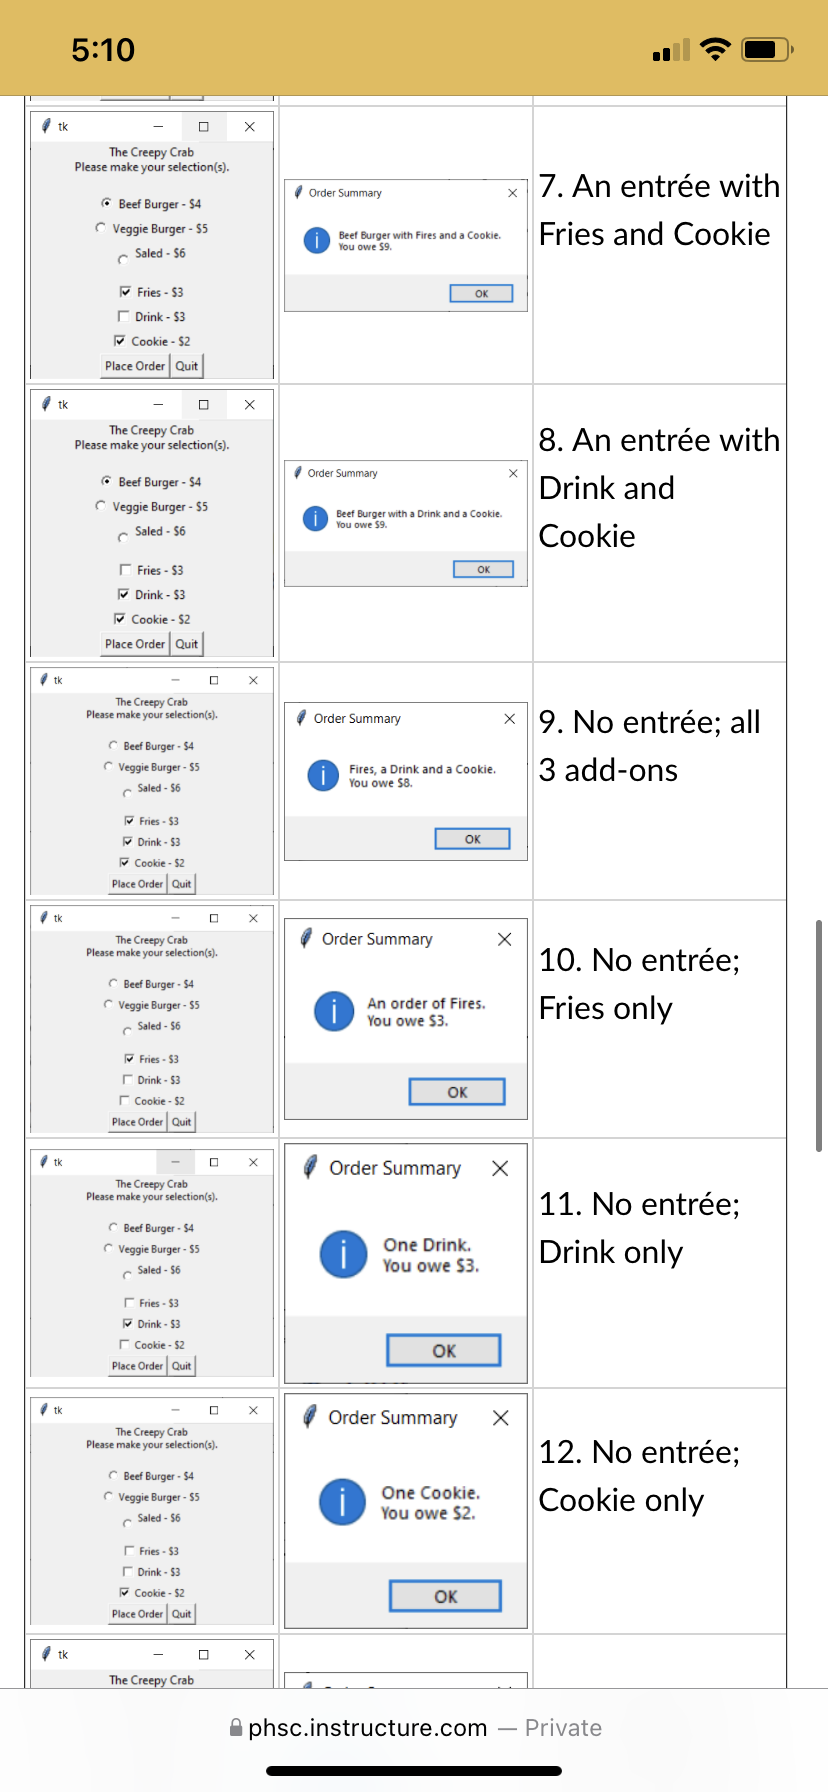 5:10
tk
The Creepy Crab
Please make your selection(s).
Beef Burger - $4
Veggie Burger - $5
Saled - $6
Fries - $3
Drink - $3
Cookie - $2
Place Order Quit
Order Summary
Beef Burger with Fires and a Cookie.
You owe $9.
OK
7. An entrée with
Fries and Cookie
tk
The Creepy Crab
Please make your selection(s).
Beef Burger - $4
Veggie Burger - $5
Saled - $6
Fries - $3
Drink - $3
Cookie - $2
Place Order Quit
Order Summary
Beef Burger with a Drink and a Cookie.
You owe $9.
OK
8. An entrée with
Drink and
Cookie
tk
The Creepy Crab
Please make your selection(s).
Beef Burger - $4
Veggie Burger - $5
Saled - $6
Fries - $3
Drink - $3
Cookie - $2
Place Order Quit
Order Summary
Fires, a Drink and a Cookie.
You owe $8.
OK
9. No entrée; all
3 add-ons
tk
The Creepy Crab
Please make your selection(s).
Beef Burger - $4
Veggie Burger - $5
Saled - $6
Fries - $3
Drink - $3
Cookie - $2
Place Order Quit
Order Summary
An order of Fires.
You owe $3.
OK
10. No entrée;
Fries only
tk
The Creepy Crab
Please make your selection(s).
Beef Burger - $4
Veggie Burger - $5
Saled - $6
Fries - $3
Drink - $3
Cookie - $2
Place Order Quit
Order Summary
One Drink.
You owe $3.
OK
11. No entrée;
Drink only
tk
The Creepy Crab
Please make your selection(s).
Beef Burger - $4
Veggie Burger - $5
Saled - $6
Fries - $3
Drink - $3
Cookie - $2
Place Order Quit
Order Summary
One Cookie.
You owe $2.
OK
12. No entrée;
Cookie only
tk
The Creepy Crab
phsc.instructure.com — Private